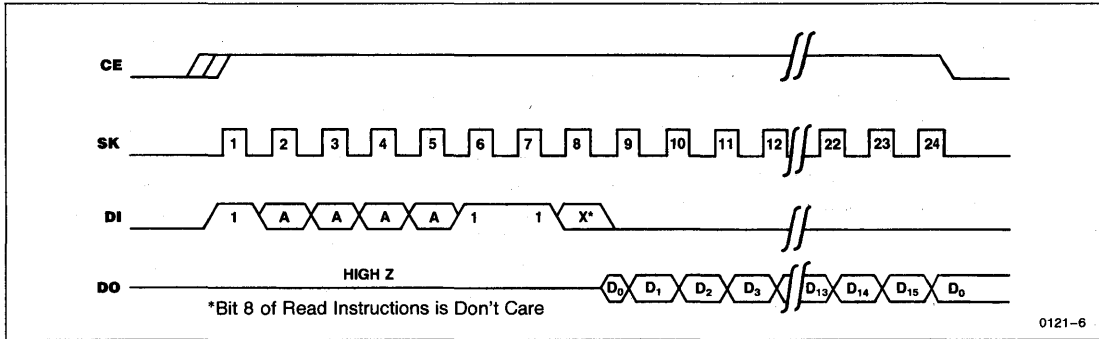 CE
SK 1 2 3 4 5 6 7 8 9 10 11 12 22 23 24
DI 1 A A A A 1 1 X*
HIGH Z
DO D₀ D₁ D₂ D₃ D₁₃ D₁₄ D₁₅ D₀
*Bit 8 of Read Instructions is Don't Care
0121-6